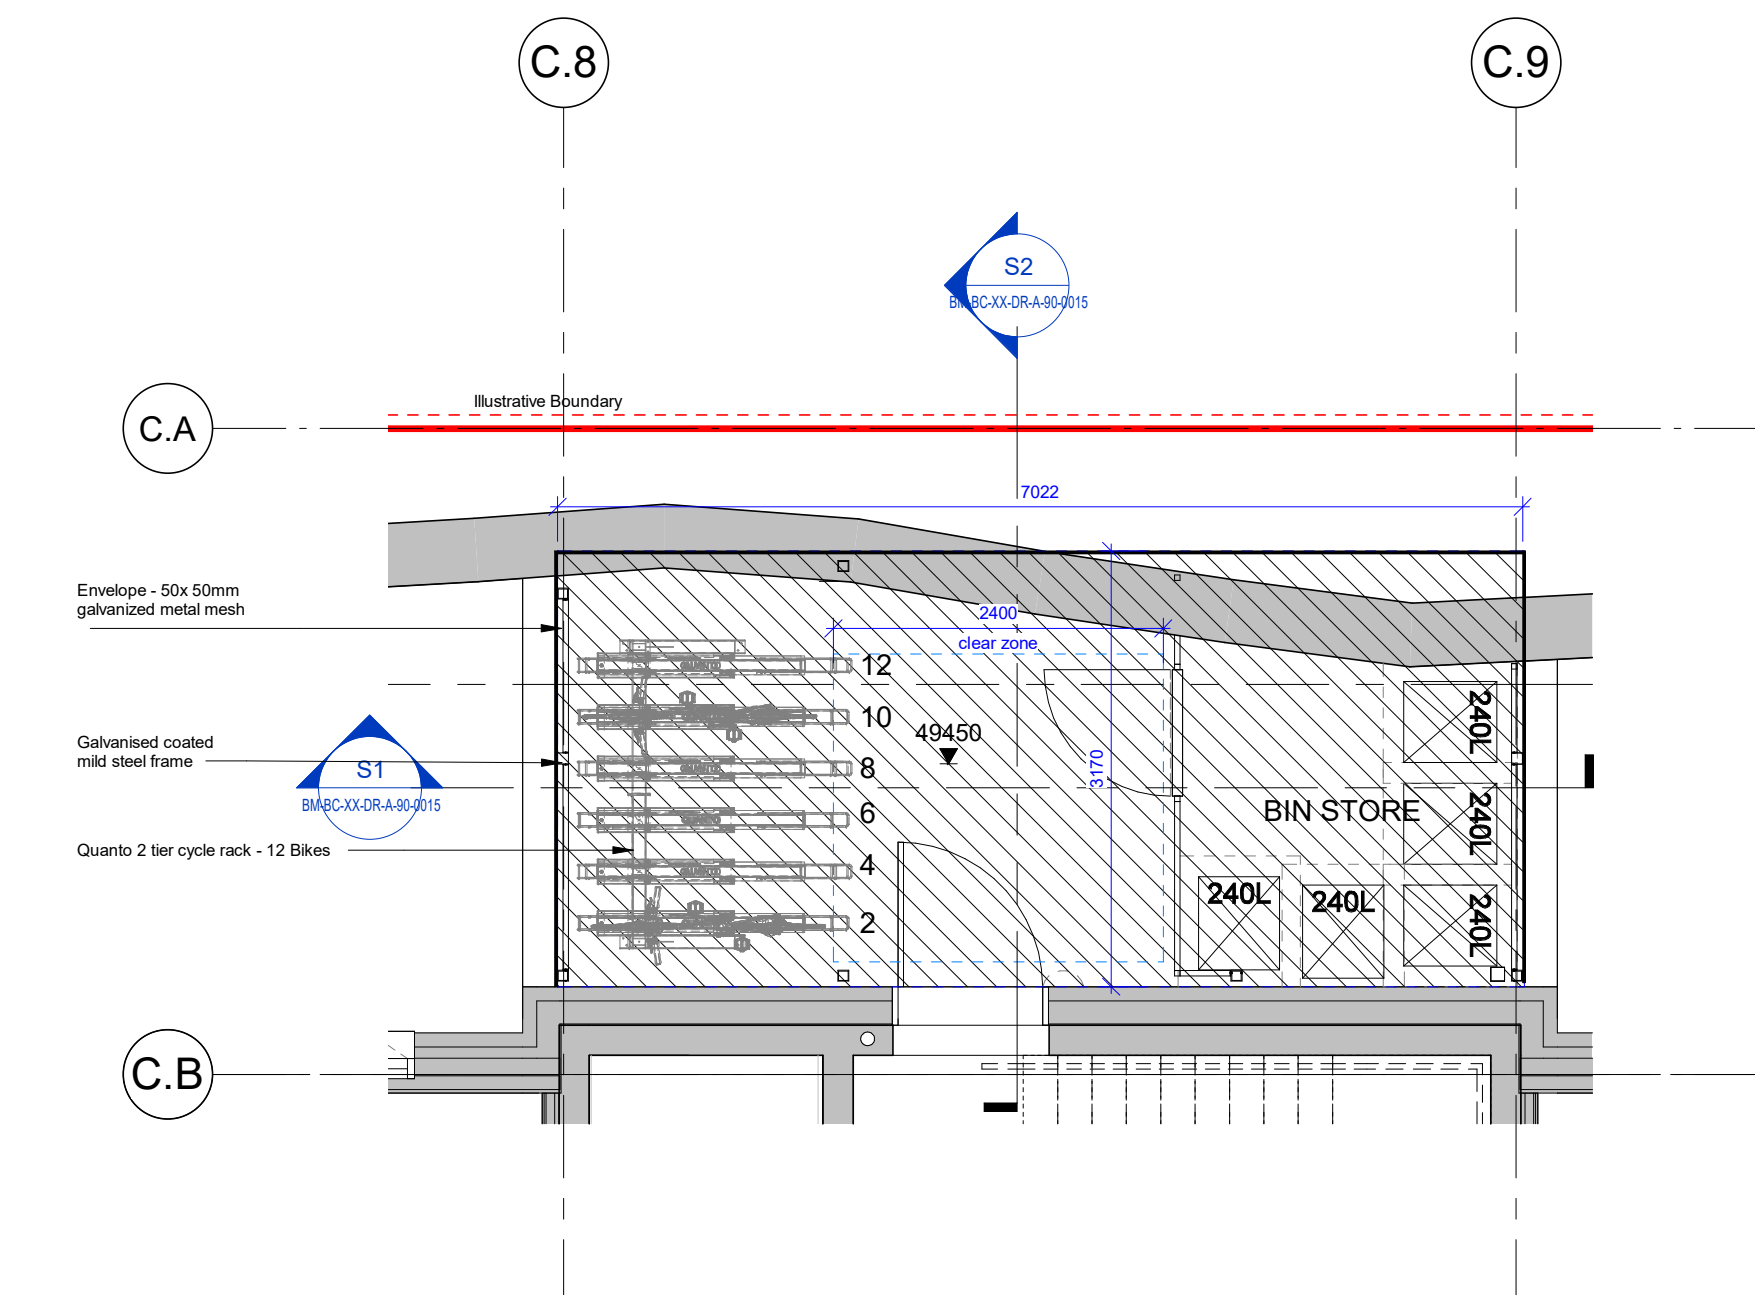 C.8
C.9
S2
BM-BC-XX-DR-A-90-0015
Illustrative Boundary
C.A
7022
Envelope - 50x 50mm
galvanized metal mesh
2400
clear zone
12
10
8
6
4
2
49450
3170
240L
240L
240L
240L
240L
BIN STORE
Galvanised coated
mild steel frame
S1
BM-BC-XX-DR-A-90-0015
Quanto 2 tier cycle rack - 12 Bikes
C.B